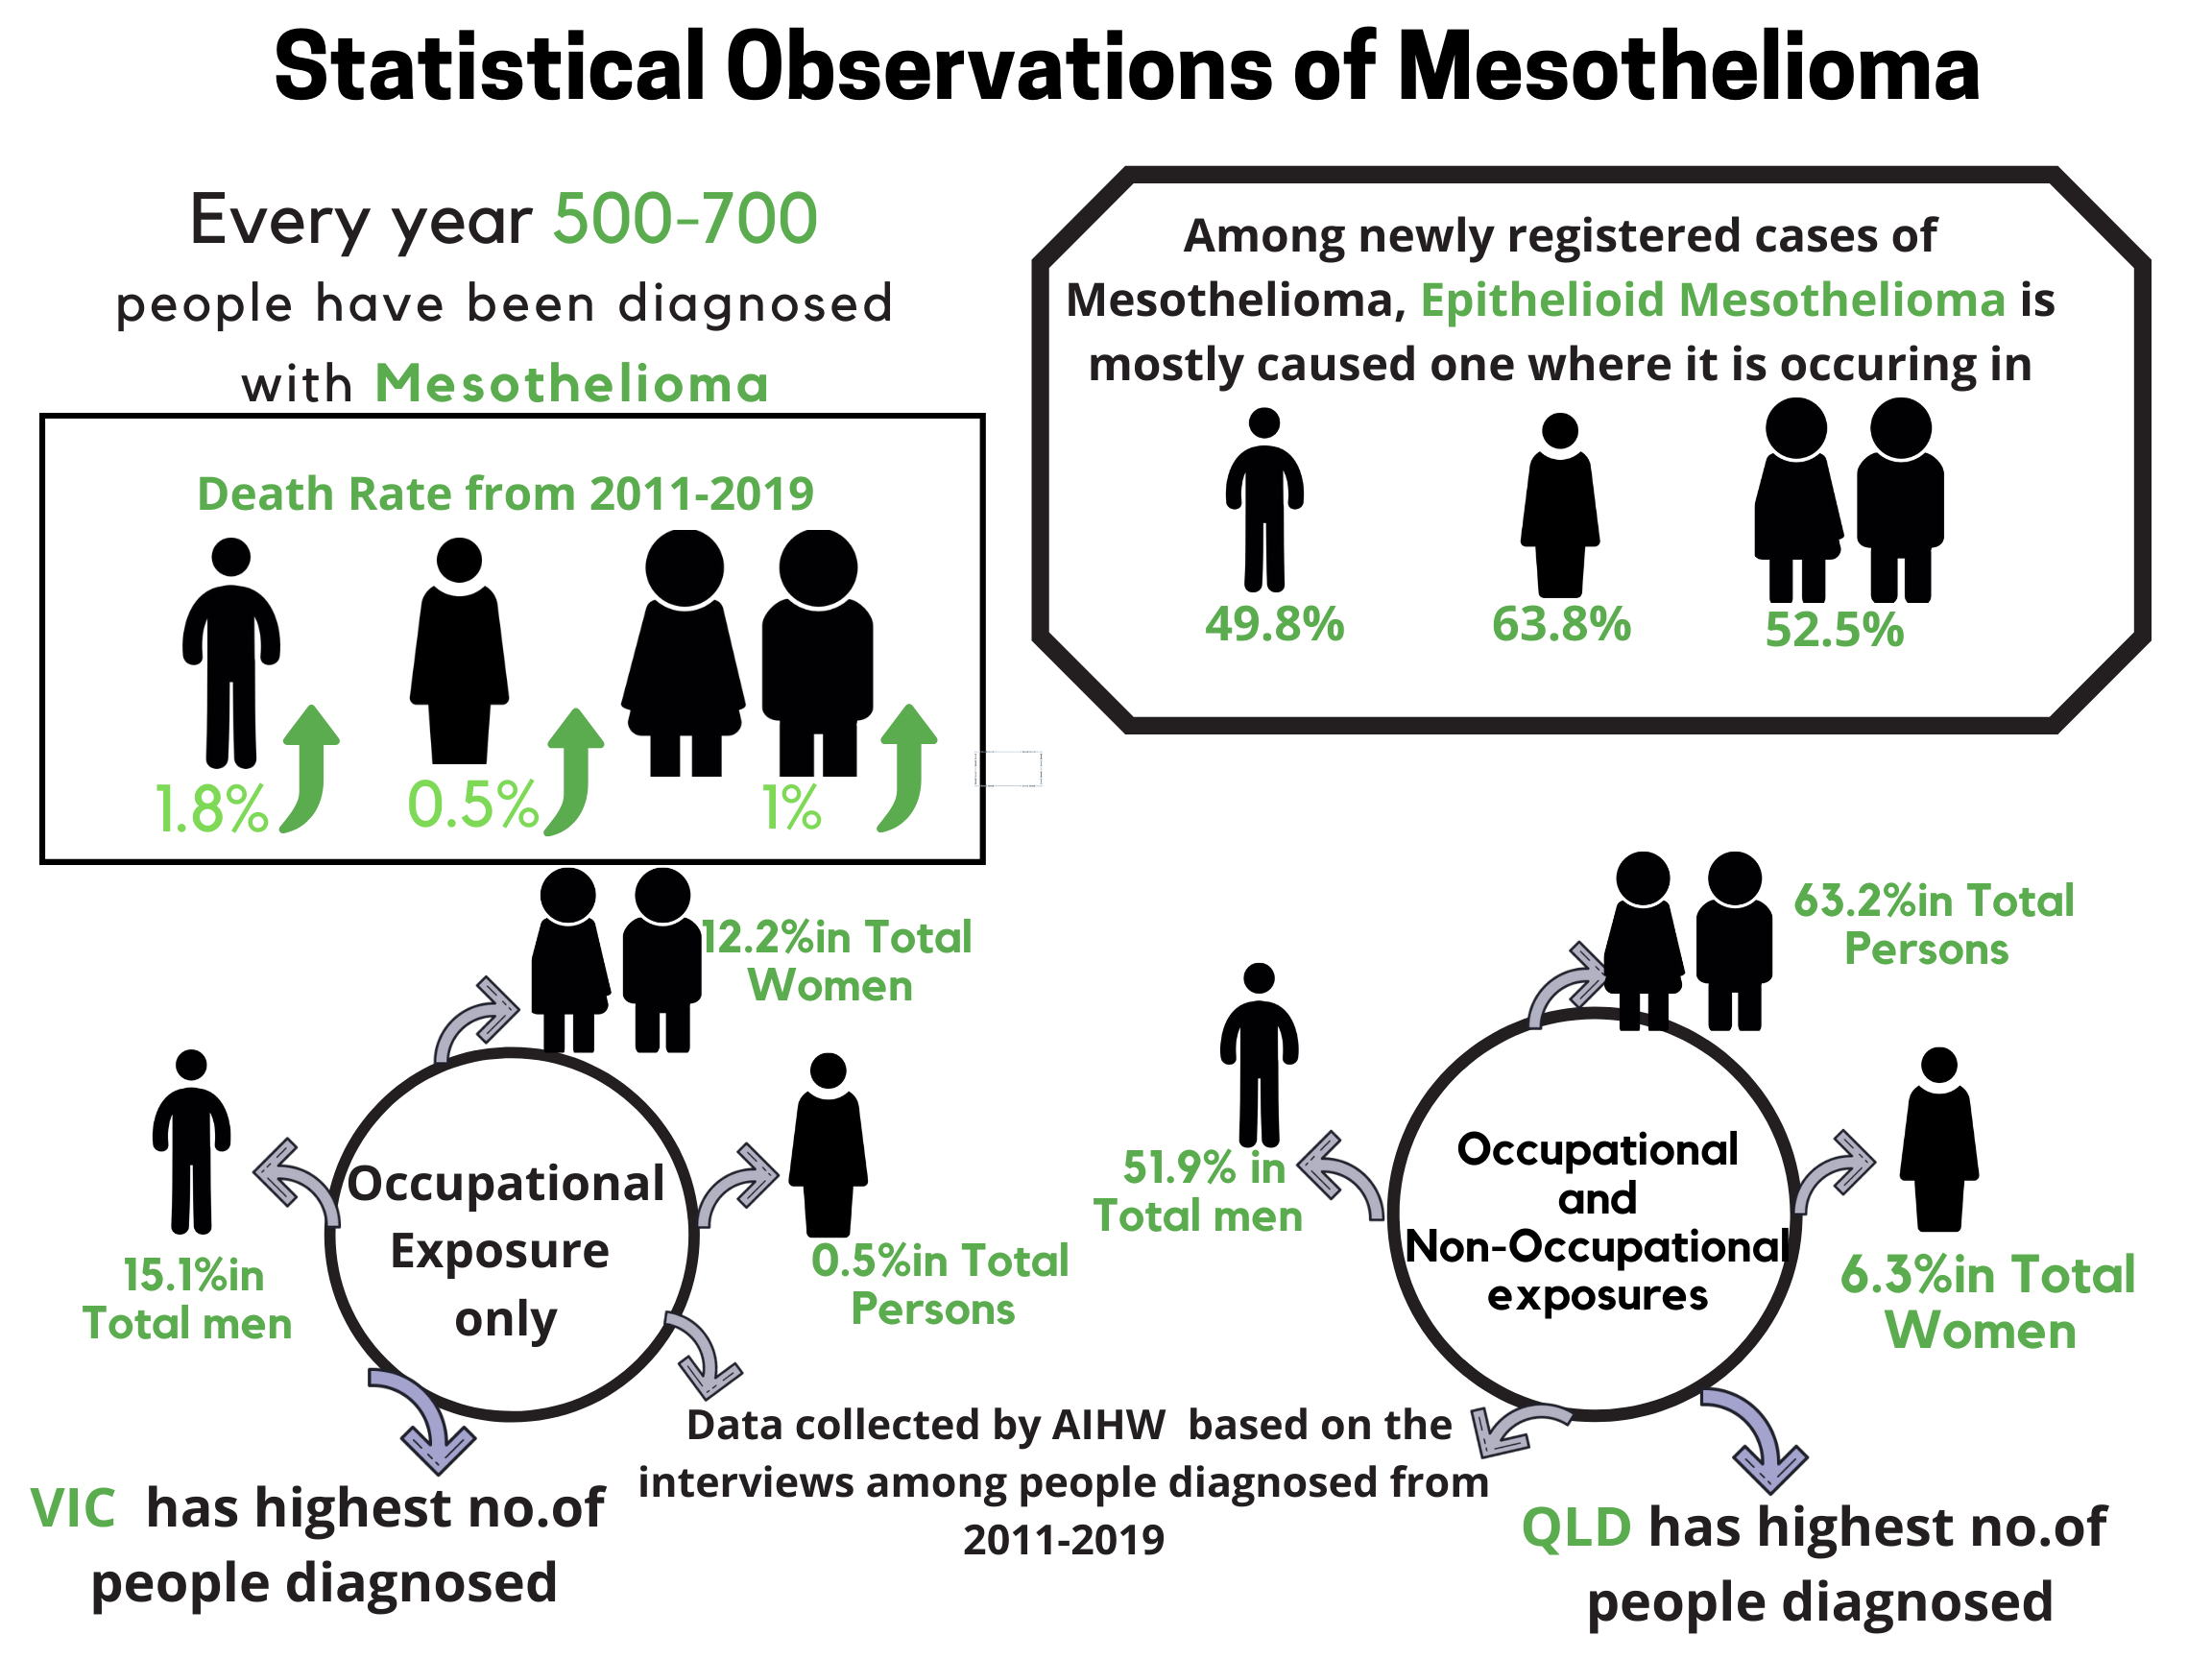 Statistical Observations of Mesothelioma
Every year 500-700
people have been diagnosed
with Mesothelioma
Death Rate from 2011-2019
1.8%
0.5%
1%
Among newly registered cases of
Mesothelioma, Epithelioid Mesothelioma is
mostly caused one where it is occuring in
49.8%
63.8%
52.5%
12.2%in Total
Women
15.1%in
Total men
Occupational
Exposure
only
0.5%in Total
Persons
VIC has highest no.of
people diagnosed
63.2%in Total
Persons
51.9% in
Total men
Occupational
and
Non-Occupational
exposures
6.3%in Total
Women
Data collected by AIHW based on the
interviews among people diagnosed from
2011-2019
QLD has highest no.of
people diagnosed